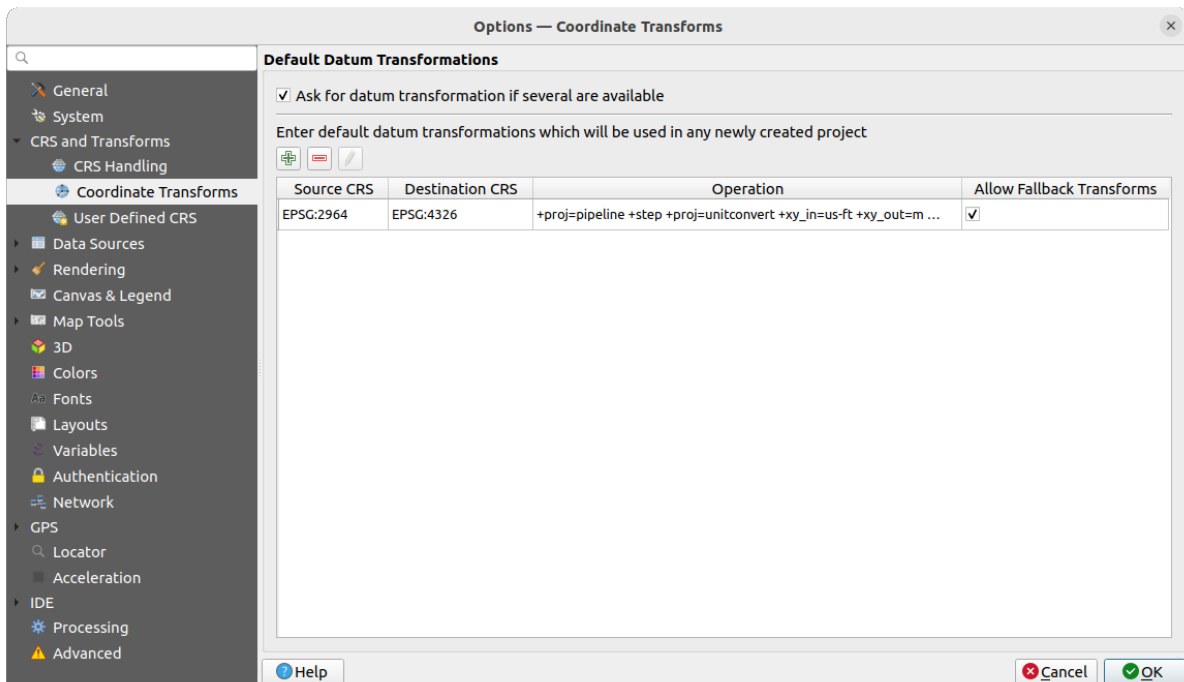 Options — Coordinate Transforms
General
System
CRS and Transforms
CRS Handling
Coordinate Transforms
User Defined CRS
Data Sources
Rendering
Canvas & Legend
Map Tools
3D
Colors
Aa Fonts
Layouts
Variables
Authentication
Network
GPS
Locator
Acceleration
IDE
Processing
Advanced
Default Datum Transformations
Ask for datum transformation if several are available
Enter default datum transformations which will be used in any newly created project
Source CRS Destination CRS Operation Allow Fallback Transforms
EPSG:2964 EPSG:4326 +proj=pipeline +step +proj=unitconvert +xy_in=us-ft +xy_out=m ...
Help Cancel OK